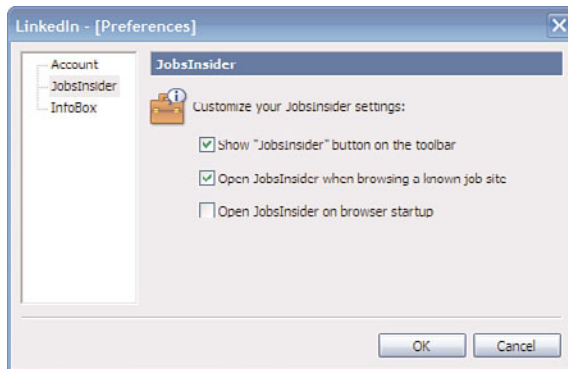 LinkedIn - [Preferences]
Account
JobsInsider
InfoBox
JobsInsider
Customize your JobsInsider settings:
Show "JobsInsider" button on the toolbar
Open JobsInsider when browsing a known job site
Open JobsInsider on browser startup
OK
Cancel